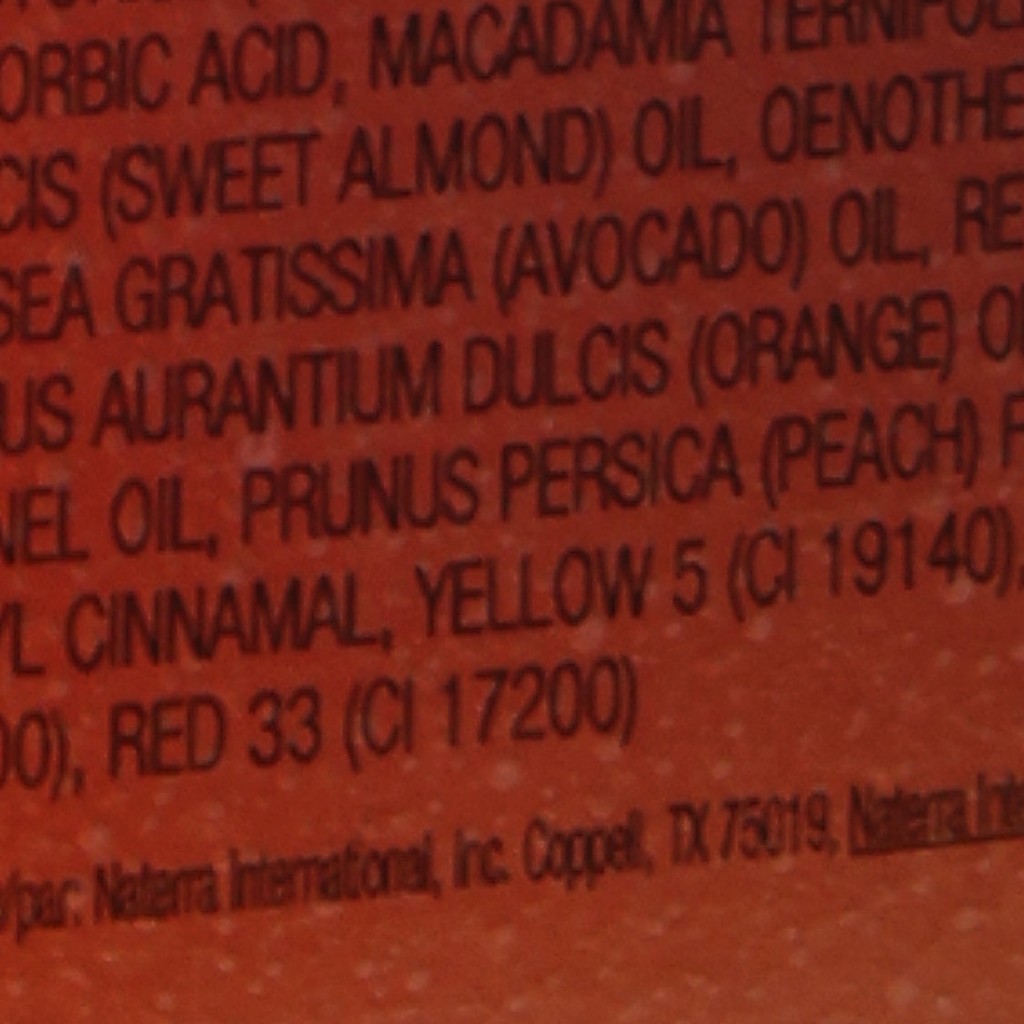 ORBIC ACID, MACADAMIA TERNIFOL
CIS (SWEET ALMOND) OIL, OENOTHE
SEA GRATISSIMA (AVOCADO) OIL, RE
US AURANTIUM DULCIS (ORANGE) O
NEL OIL, PRUNUS PERSICA (PEACH)
YL CINNAMAL, YELLOW 5 (CI 19140),
00), RED 33 (CI 17200)
/par: Naterra International, Inc. Coppell, TX 75019, Naterra Inte